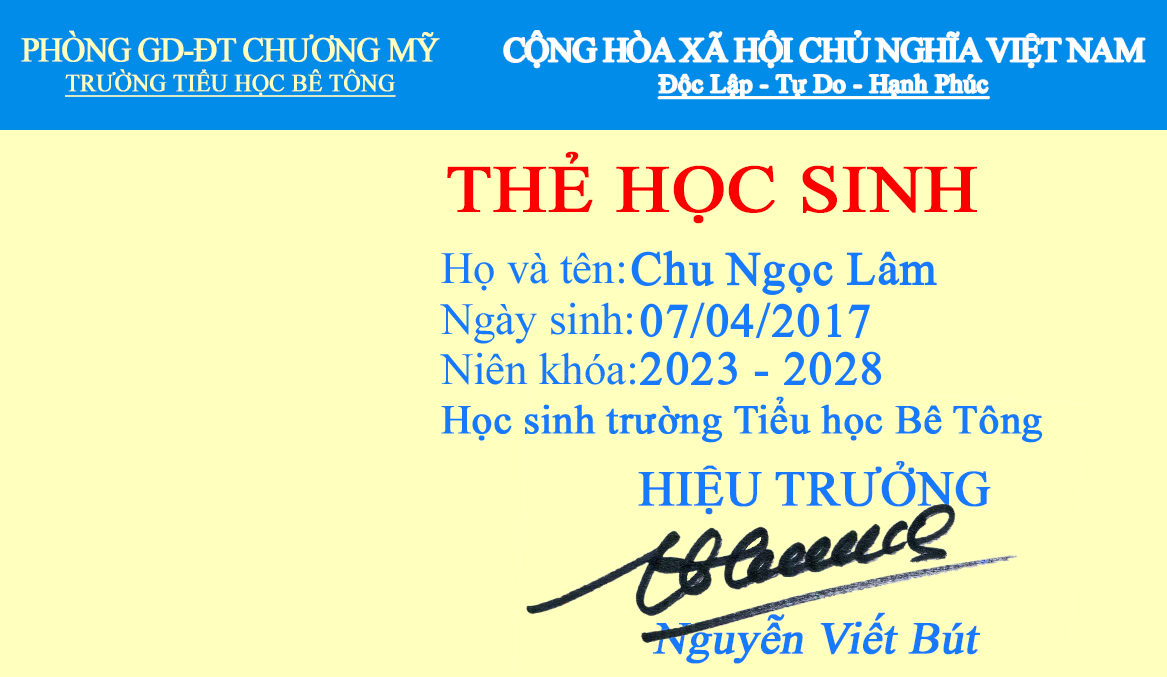 PHÒNG GD-ĐT CHƯƠNG MỸ
TRƯỜNG TIỂU HỌC BÊ TÔNG
CỘNG HÒA XÃ HỘI CHỦ NGHĨA VIỆT NAM
Độc Lập - Tự Do - Hạnh Phúc
THẺ HỌC SINH
Họ và tên: Chu Ngọc Lâm
Ngày sinh: 07/04/2017
Niên khóa: 2023 - 2028
Học sinh trường Tiểu học Bê Tông
HIỆU TRƯỞNG
Nguyễn Viết Bút